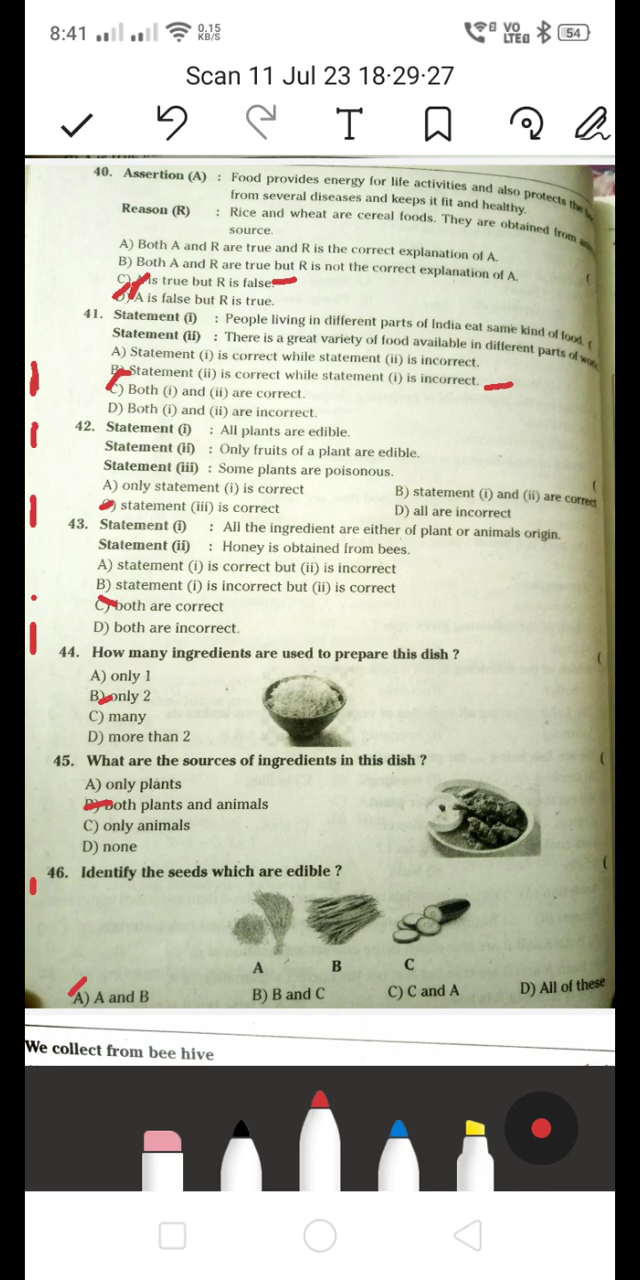 8:41
0.15
KB/S
VO
LTE
54
Scan 11 Jul 23 18·29·27
T
40. Assertion (A) : Food provides energy for life activities and also protects the
from several diseases and keeps it fit and healthy.
Reason (R) : Rice and wheat are cereal foods. They are obtained from
source.
A) Both A and R are true and R is the correct explanation of A.
B) Both A and R are true but R is not the correct explanation of A.
C) A is true but R is false.
D) A is false but R is true.
41. Statement (i) : People living in different parts of India eat same kind of food. (
Statement (ii) : There is a great variety of food available in different parts of
A) Statement (i) is correct while statement (ii) is incorrect.
B) Statement (ii) is correct while statement (i) is incorrect.
C) Both (i) and (ii) are correct.
D) Both (i) and (ii) are incorrect.
42. Statement (i) : All plants are edible.
Statement (ii) : Only fruits of a plant are edible.
Statement (iii) : Some plants are poisonous. (
A) only statement (i) is correct B) statement (i) and (ii) are correct
statement (iii) is correct D) all are incorrect
43. Statement (i) : All the ingredient are either of plant or animals origin.
Statement (ii) : Honey is obtained from bees.
A) statement (i) is correct but (ii) is incorrect
B) statement (i) is incorrect but (ii) is correct
C) both are correct
D) both are incorrect.
44. How many ingredients are used to prepare this dish ? (
A) only 1
B) only 2
C) many
D) more than 2
45. What are the sources of ingredients in this dish ? (
A) only plants
B) both plants and animals
C) only animals
D) none
46. Identify the seeds which are edible ? (
A B C
A) A and B B) B and C C) C and A D) All of these
We collect from bee hive